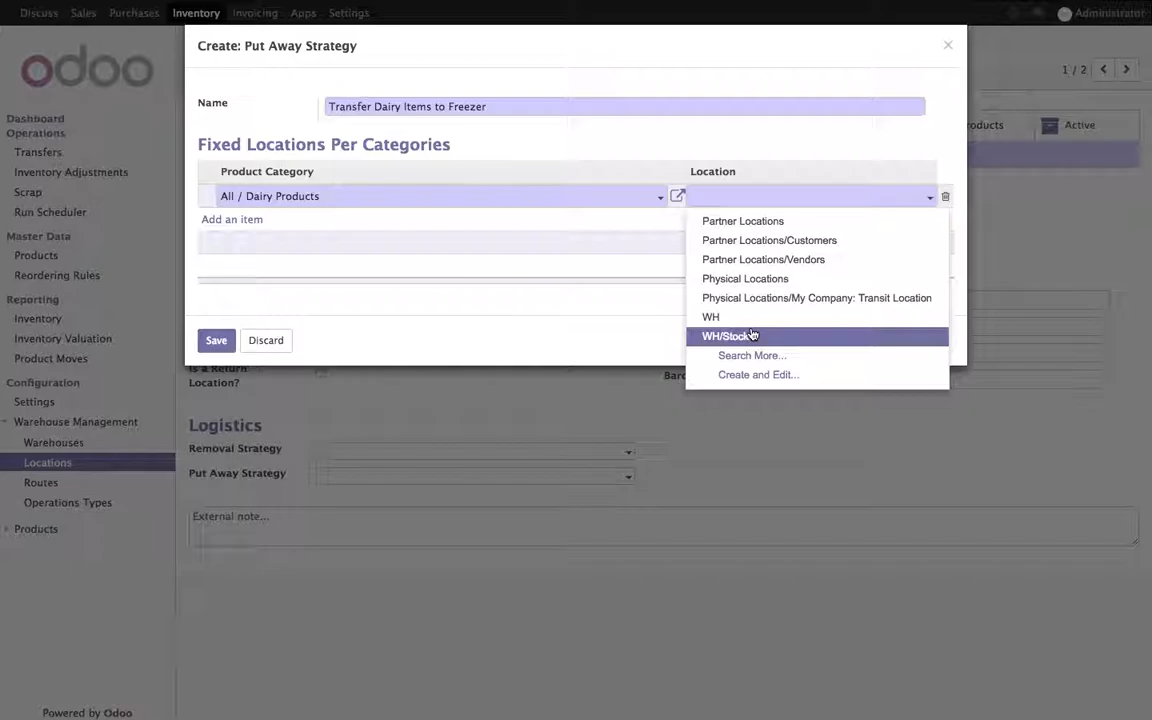 Discuss Sales Purchases Inventory Invoicing Apps Settings Administrator
odoo
Dashboard
Operations
Transfers
Inventory Adjustments
Scrap
Run Scheduler
Master Data
Products
Reordering Rules
Reporting
Inventory
Inventory Valuation
Product Moves
Configuration
Settings
Warehouse Management
Warehouses
Locations
Routes
Operations Types
Products
Powered by Odoo
Create: Put Away Strategy
×
1 / 2
Name Transfer Dairy Items to Freezer
oducts Active
Fixed Locations Per Categories
Product Category Location
All / Dairy Products
Add an item
Partner Locations
Partner Locations/Customers
Partner Locations/Vendors
Physical Locations
Physical Locations/My Company: Transit Location
WH
WH/Stock
Search More...
Create and Edit...
Save Discard
Is a Return
Location?
Logistics
Removal Strategy
Put Away Strategy
External note...